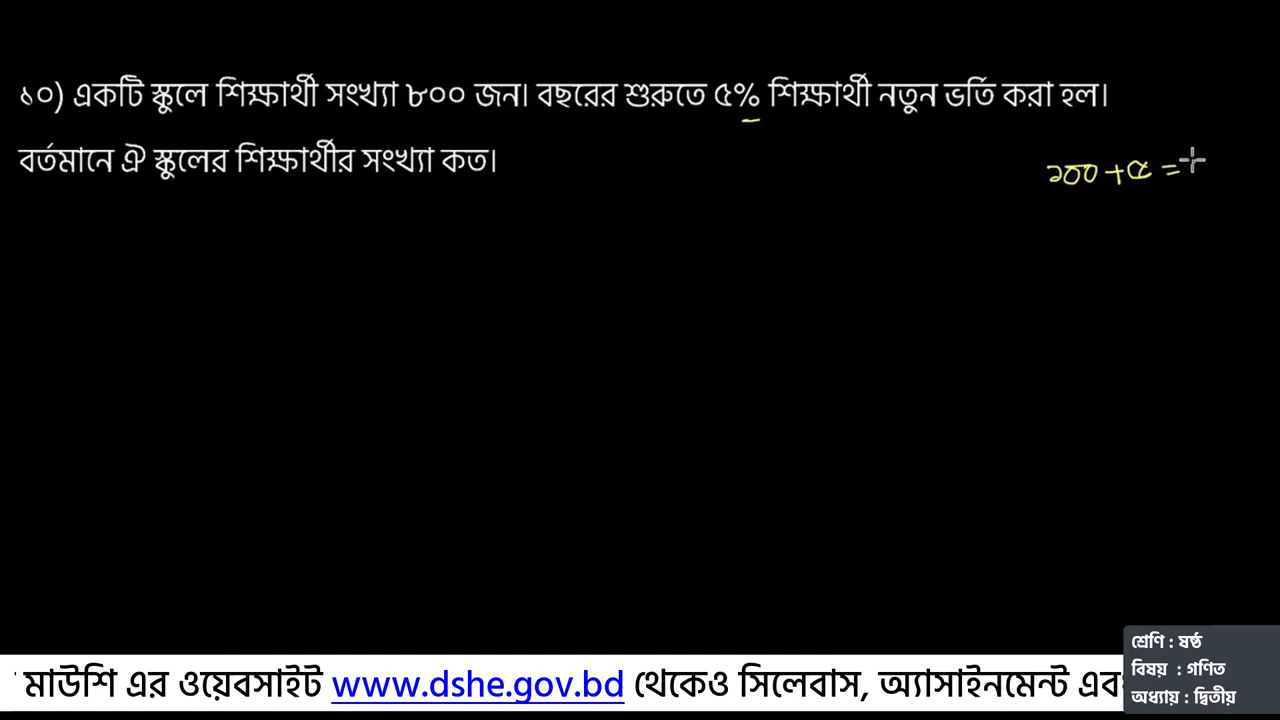 ১০) একটি স্কুলে শিক্ষার্থী সংখ্যা ৮০০ জন। বছরের শুরুতে ৫% শিক্ষার্থী নতুন ভর্তি করা হল।
বর্তমানে ঐ স্কুলের শিক্ষার্থীর সংখ্যা কত।
১০০ + ৫ =
শ্রেণি : ষষ্ঠ
বিষয় : গণিত
অধ্যায় : দ্বিতীয়
মাউশি এর ওয়েবসাইট www.dshe.gov.bd থেকেও সিলেবাস, অ্যাসাইনমেন্ট এবং